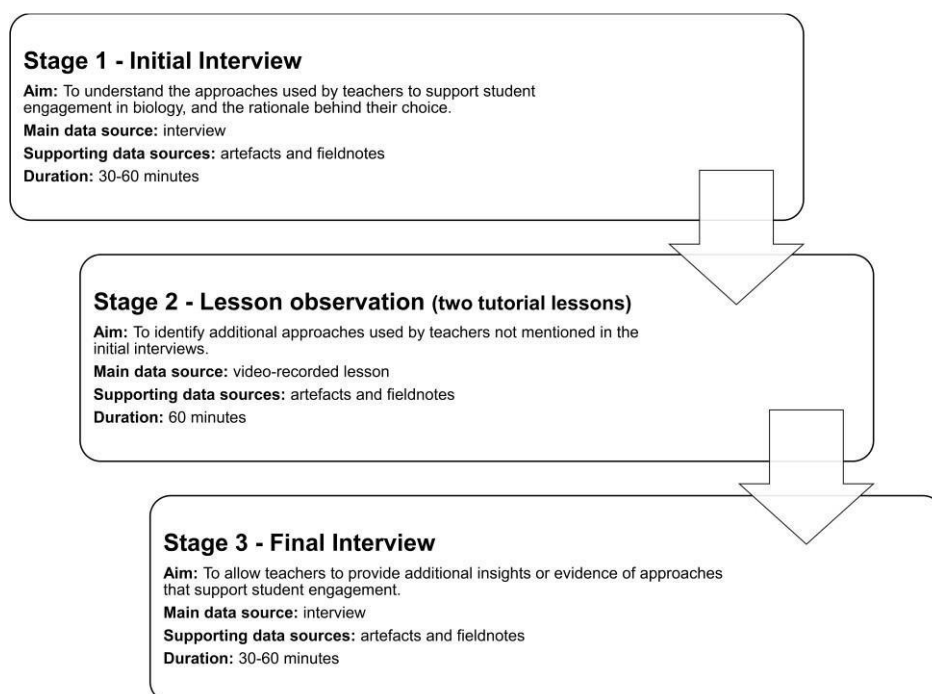 Stage 1 - Initial Interview
Aim: To understand the approaches used by teachers to support student
engagement in biology, and the rationale behind their choice.
Main data source: interview
Supporting data sources: artefacts and fieldnotes
Duration: 30-60 minutes
Stage 2 - Lesson observation (two tutorial lessons)
Aim: To identify additional approaches used by teachers not mentioned in the
initial interviews.
Main data source: video-recorded lesson
Supporting data sources: artefacts and fieldnotes
Duration: 60 minutes
Stage 3 - Final Interview
Aim: To allow teachers to provide additional insights or evidence of approaches
that support student engagement.
Main data source: interview
Supporting data sources: artefacts and fieldnotes
Duration: 30-60 minutes